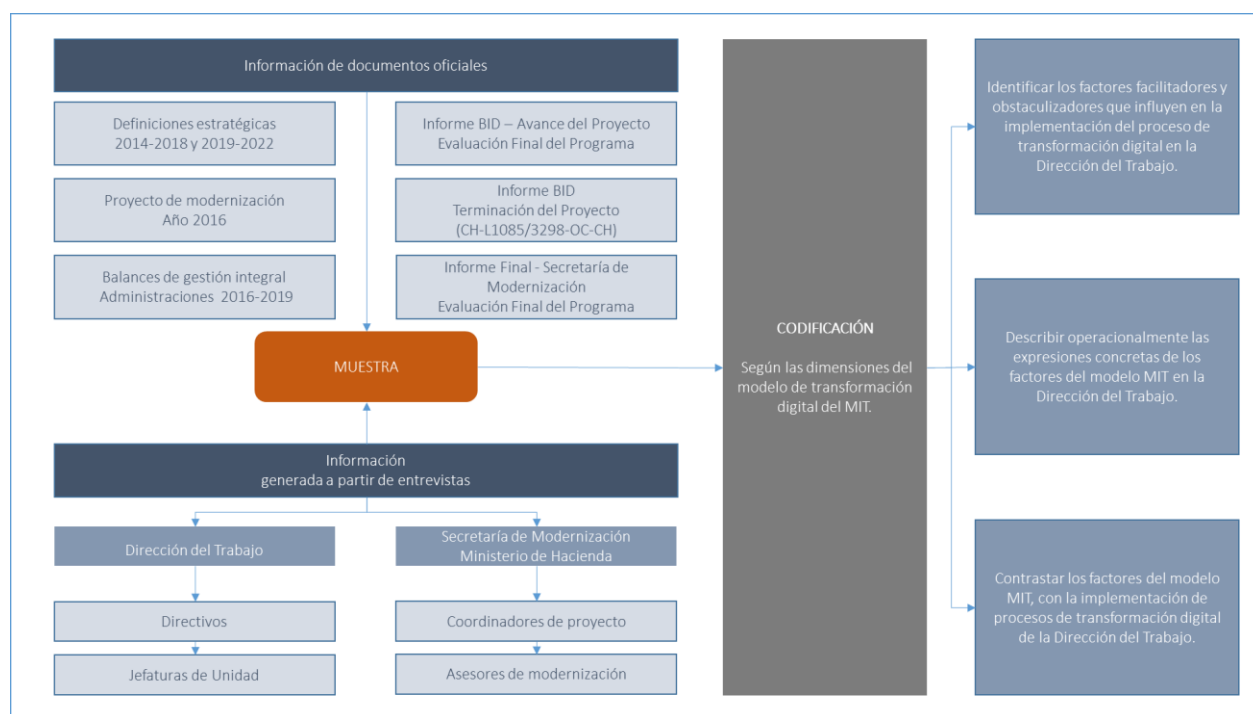 Información de documentos oficiales
Definiciones estratégicas
2014-2018 y 2019-2022
Informe BID – Avance del Proyecto
Evaluación Final del Programa
Proyecto de modernización
Año 2016
Informe BID
Terminación del Proyecto
(CH-L1085/3298-OC-CH)
Balances de gestión integral
Administraciones 2016-2019
Informe Final - Secretaría de
Modernización
Evaluación Final del Programa
MUESTRA
Información
generada a partir de entrevistas
Dirección del Trabajo
Secretaría de Modernización
Ministerio de Hacienda
Directivos
Coordinadores de proyecto
Jefaturas de Unidad
Asesores de modernización
CODIFICACIÓN
Según las dimensiones del
modelo de transformación
digital del MIT.
Identificar los factores facilitadores y
obstaculizadores que influyen en la
implementación del proceso de
transformación digital en la
Dirección del Trabajo.
Describir operacionalmente las
expresiones concretas de los
factores del modelo MIT en la
Dirección del Trabajo.
Contrastar los factores del modelo
MIT, con la implementación de
procesos de transformación digital
de la Dirección del Trabajo.